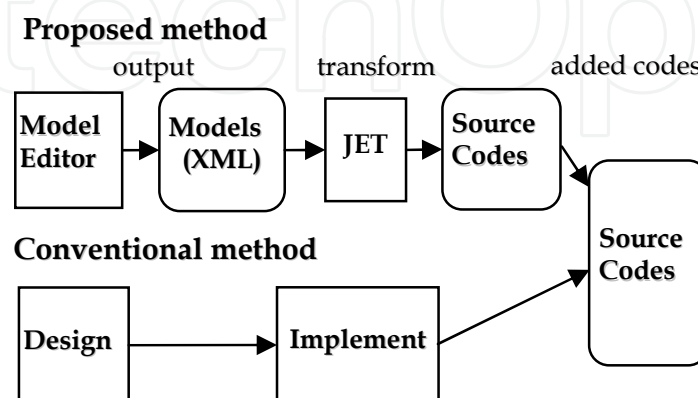 Proposed method
output transform added codes
Model Editor
Models (XML)
JET
Source Codes
Source Codes
Conventional method
Design
Implement